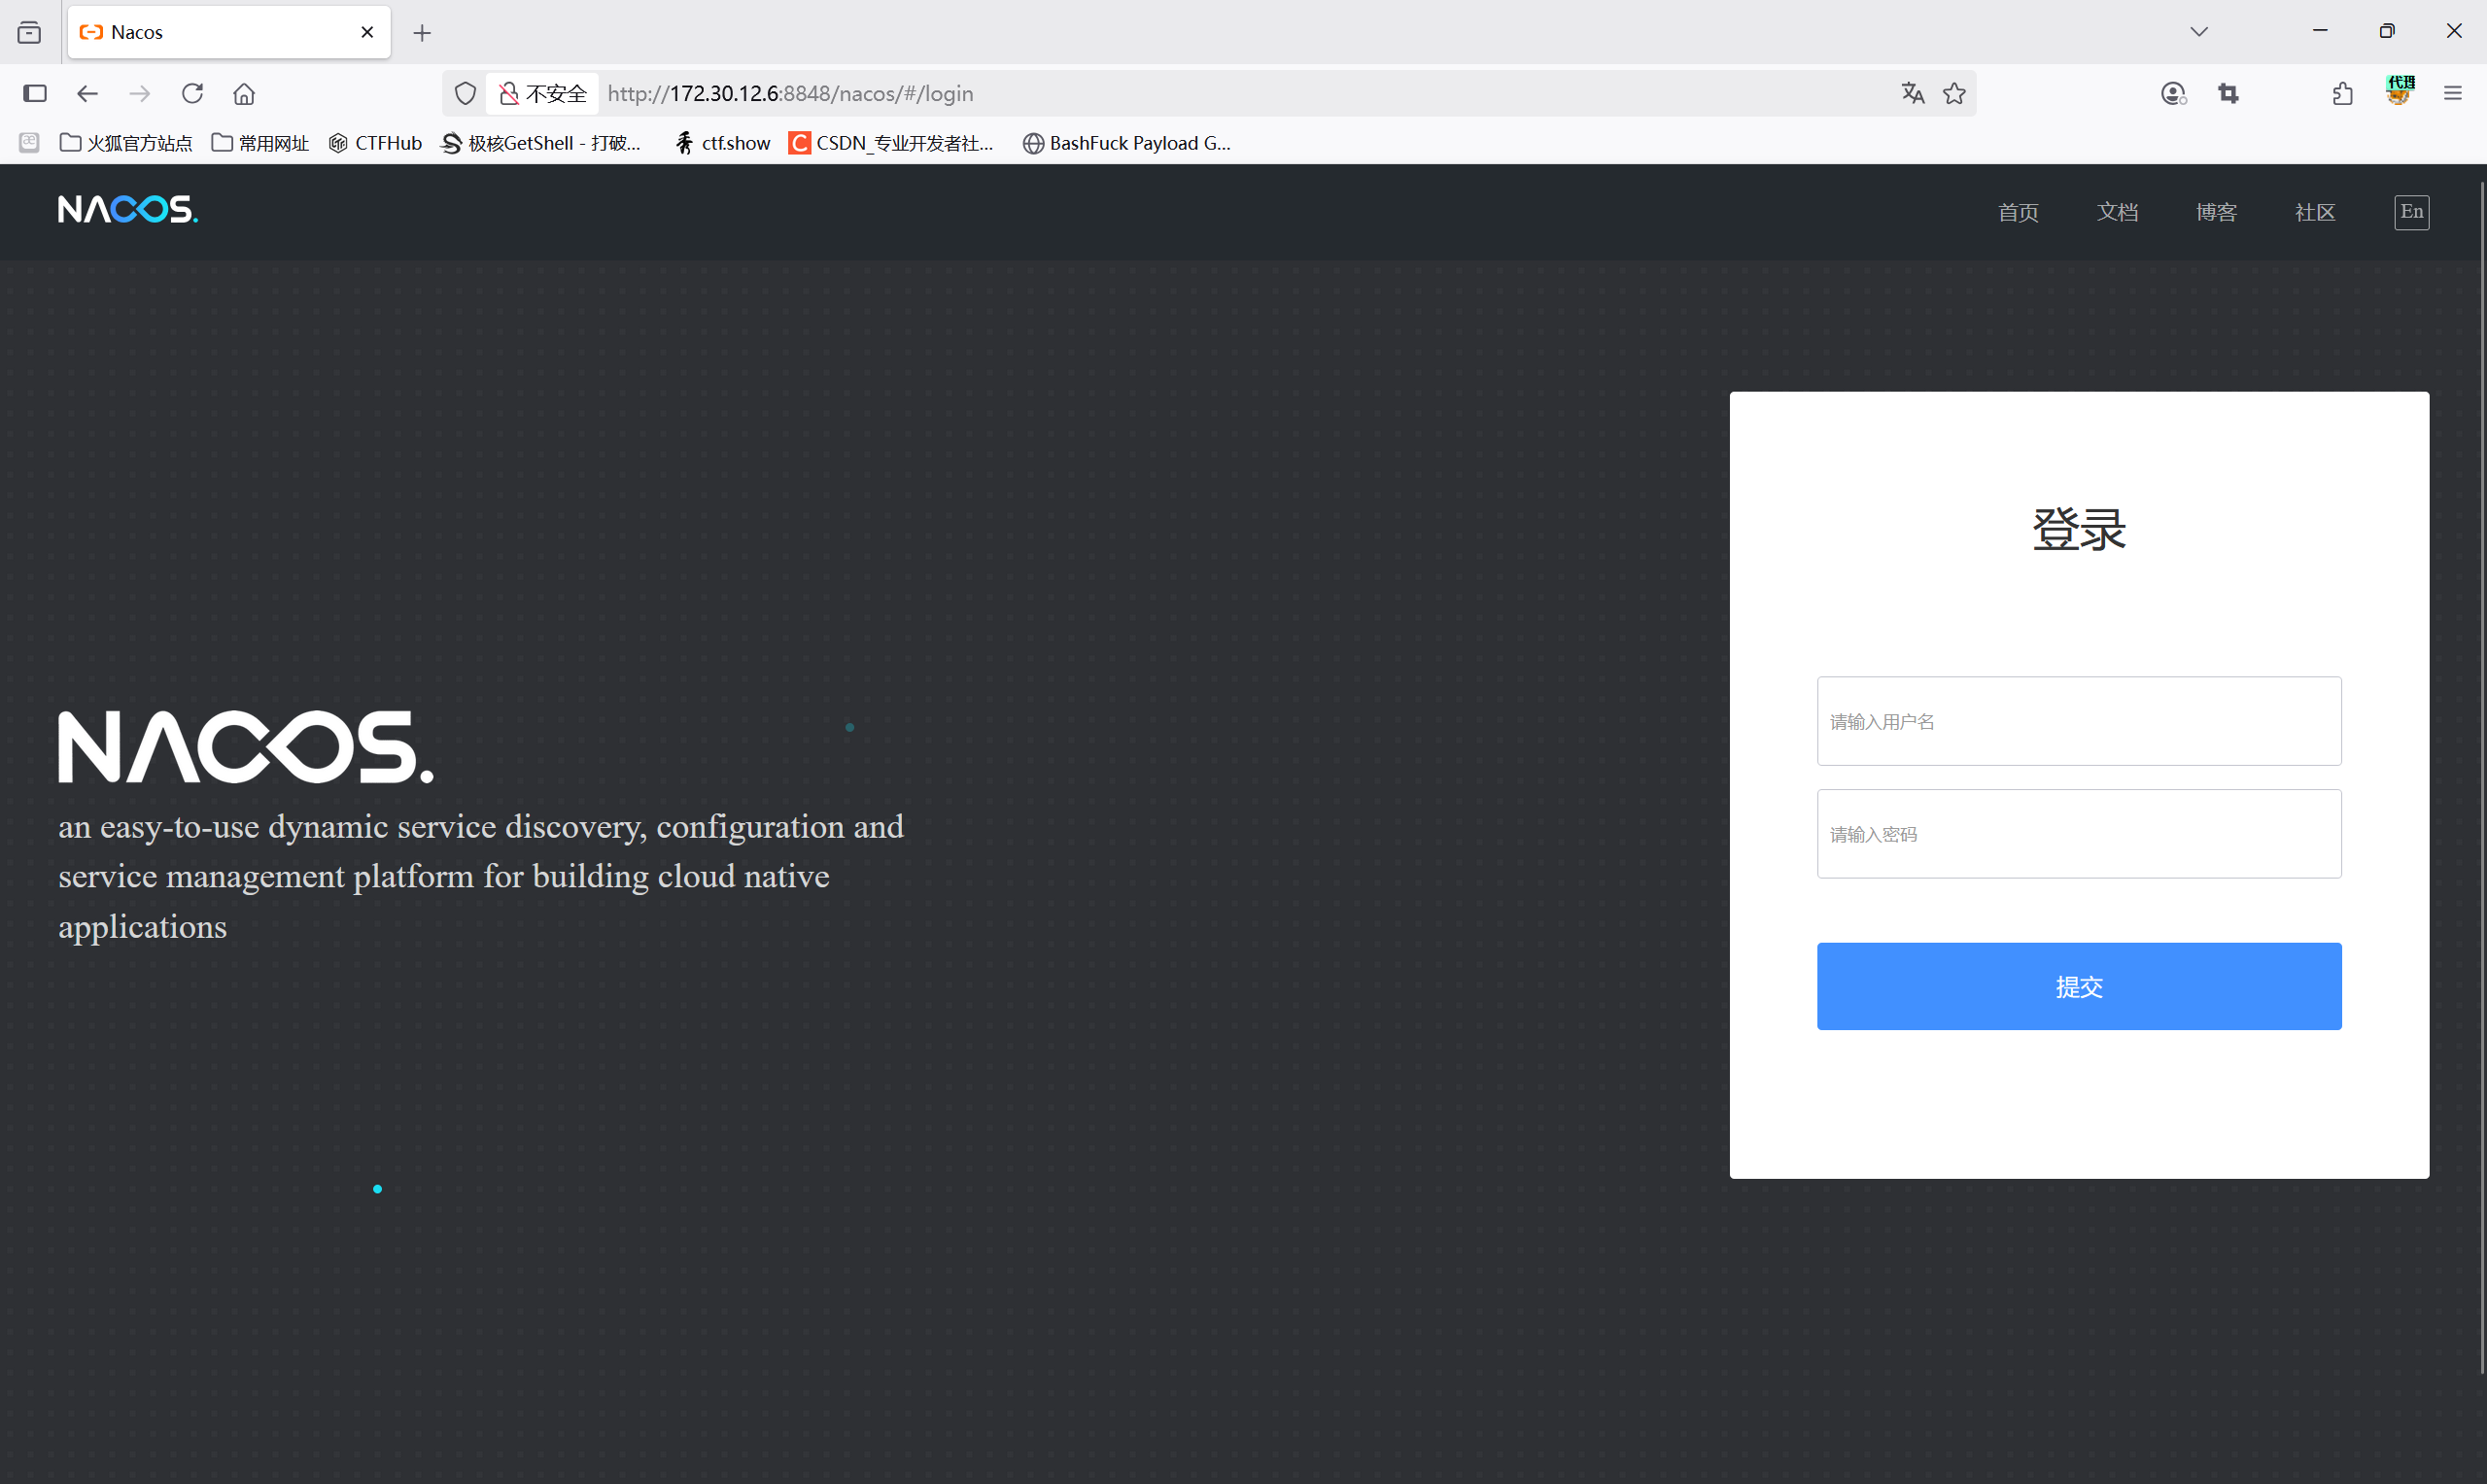 Nacos
不安全 http://172.30.12.6:8848/nacos/#/login
代理
火狐官方站点 常用网址 CTFHub 极核GetShell - 打破... ctf.show CSDN_专业开发者社... BashFuck Payload G...
NACOS. 首页 文档 博客 社区 En
登录
请输入用户名
NACOS.
请输入密码
an easy-to-use dynamic service discovery, configuration and
service management platform for building cloud native
applications
提交